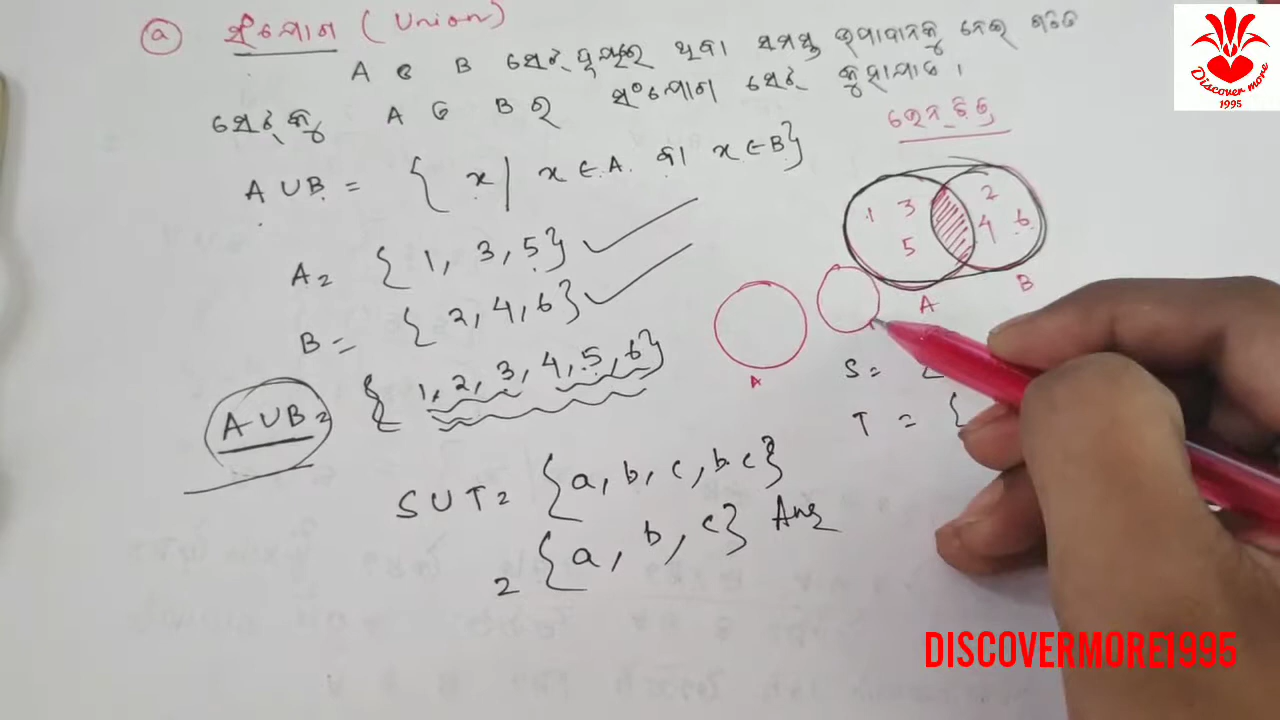 a ସଂଯୋଗ (Union)
A ଓ B ସେଟ୍ ଦ୍ୱୟରେ ଥିବା ସମସ୍ତ ଉପାଦାନକୁ ନେଇ ଗଠିତ
ସେଟ୍ କୁ A ଓ B ର ସଂଯୋଗ ସେଟ୍ କୁହାଯାଏ ।
ଭେନ୍ ଚିତ୍ର
A ∪ B = { x | x ∈ A ବା x ∈ B }
A = { 1, 3, 5 }
B = { 2, 4, 6 }
A ∪ B = { 1, 2, 3, 4, 5, 6 }
1 3 5 2 4 6
A B
A
S =
T = {
S ∪ T = { a, b, c, b, c }
= { a, b, c } Ans
Discover more
1995
DISCOVERMORE1995